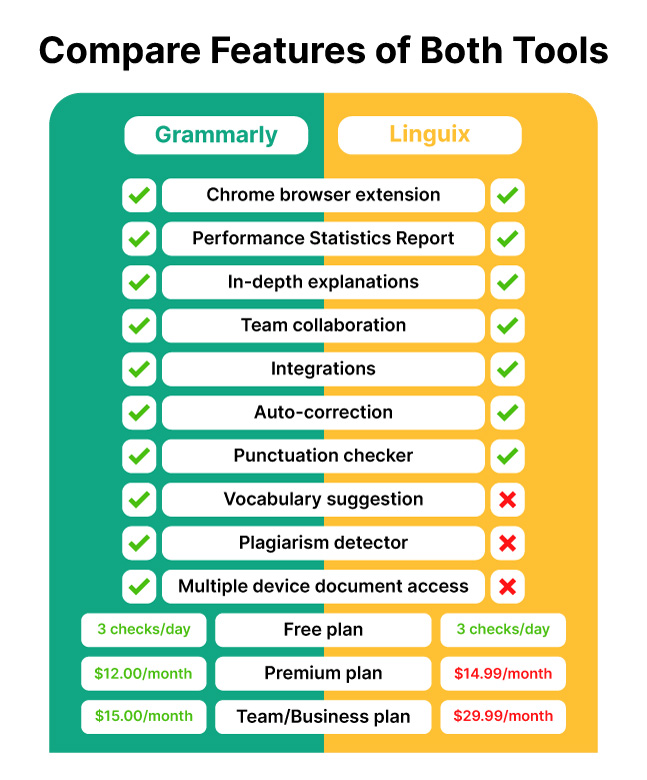 Compare Features of Both Tools
Grammarly Linguix
Chrome browser extension
Performance Statistics Report
In-depth explanations
Team collaboration
Integrations
Auto-correction
Punctuation checker
Vocabulary suggestion
Plagiarism detector
Multiple device document access
3 checks/day Free plan 3 checks/day
$12.00/month Premium plan $14.99/month
$15.00/month Team/Business plan $29.99/month